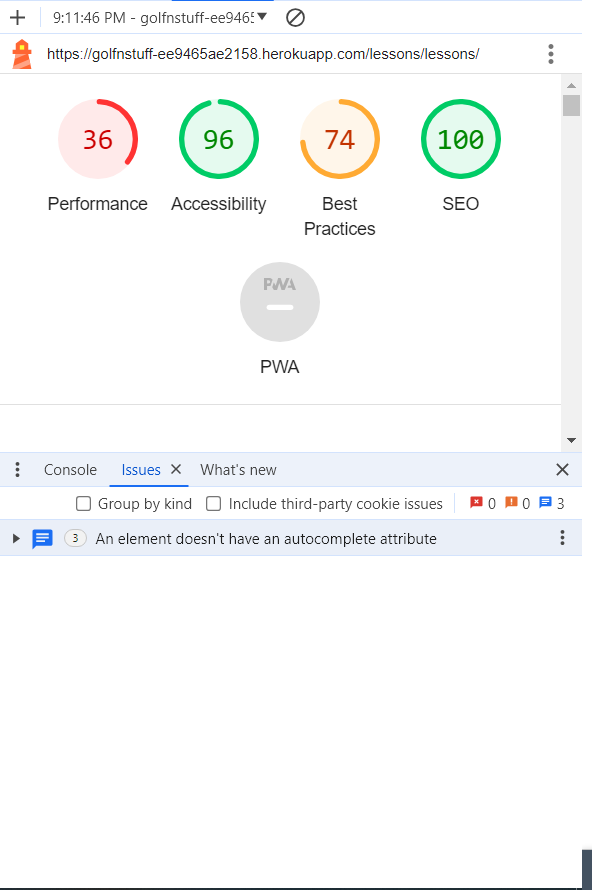 9:11:46 PM - golfnstuff-ee9465
https://golfnstuff-ee9465ae2158.herokuapp.com/lessons/lessons/
36 96 74 100
Performance Accessibility Best Practices SEO
PWA
PWA
Console Issues What's new
Group by kind Include third-party cookie issues 0 0 3
3 An element doesn't have an autocomplete attribute